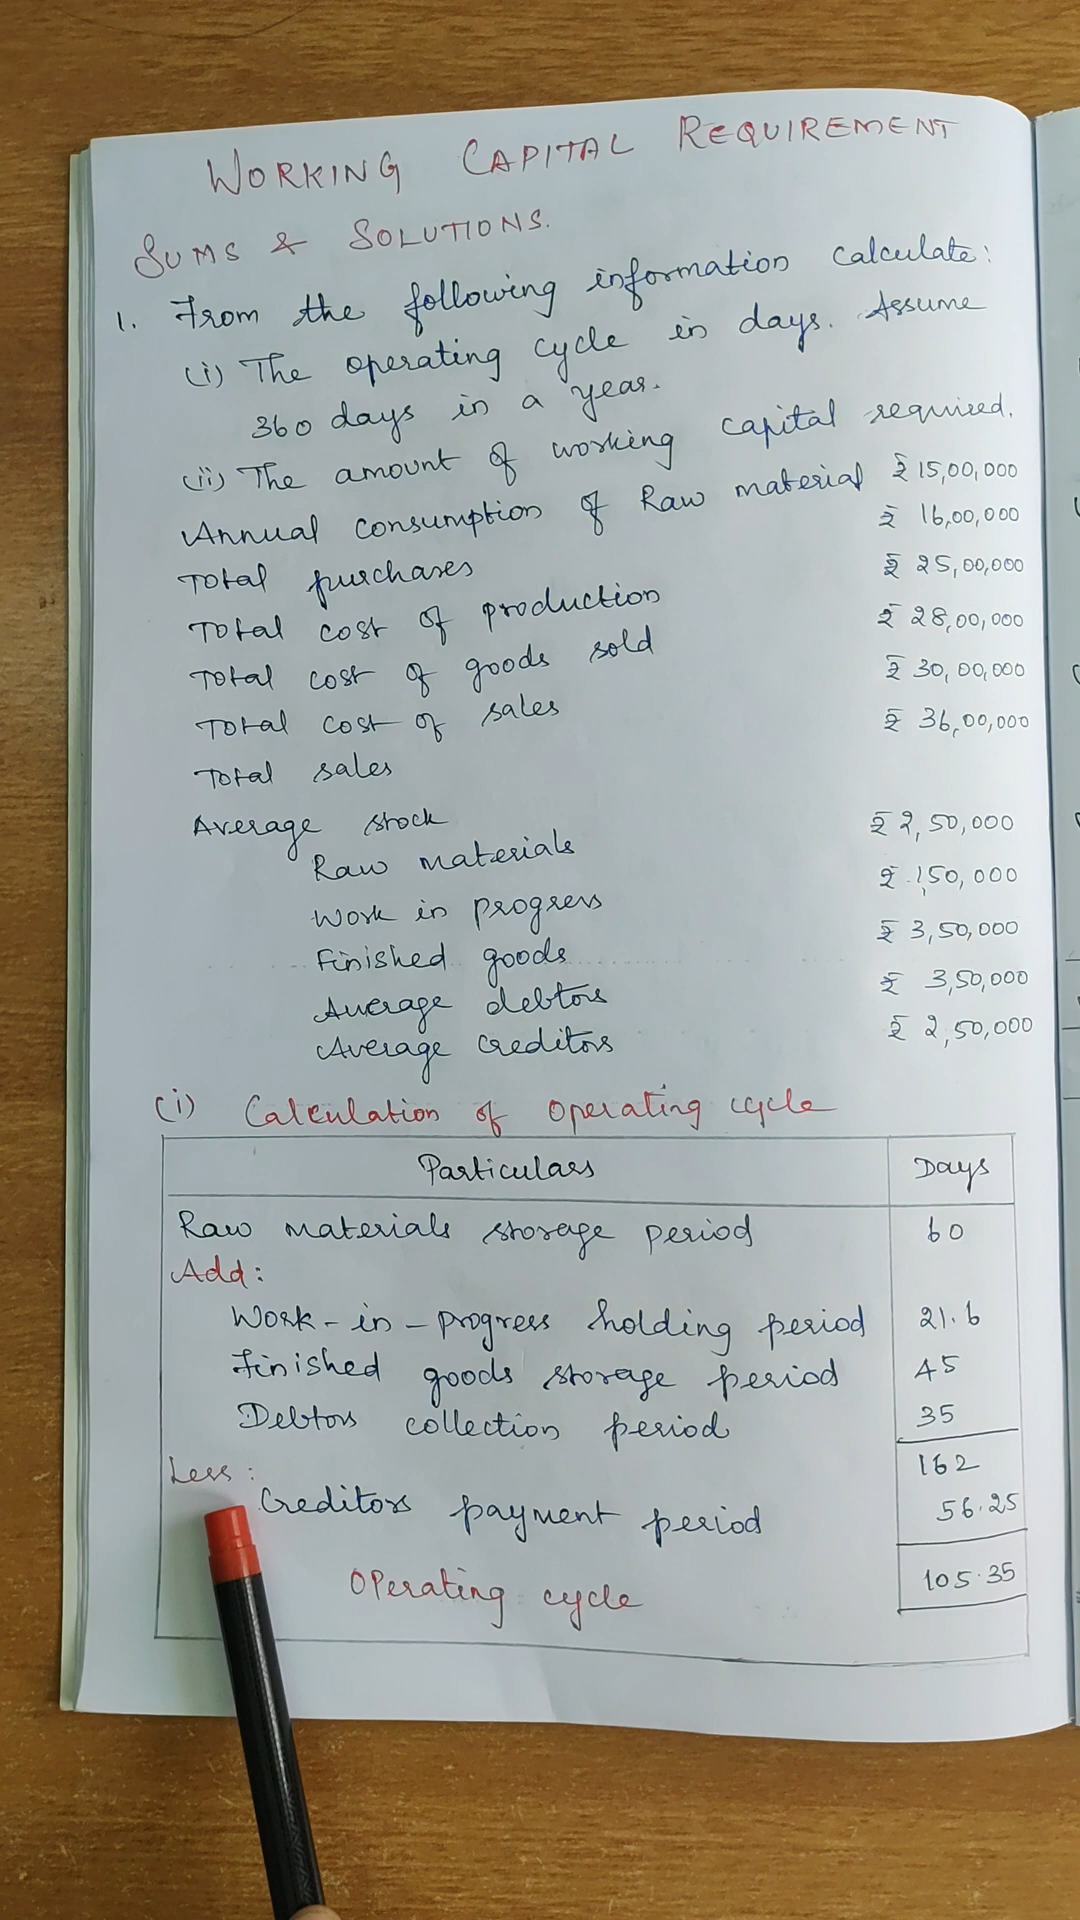 WORKING CAPITAL REQUIREMENT
SUMS & SOLUTIONS.
1. From the following information calculate:
(i) The operating cycle in days. Assume
360 days in a year.
(ii) The amount of working capital required.
Annual consumption of Raw material ₹ 15,00,000
Total purchases ₹ 16,00,000
Total cost of production ₹ 25,00,000
Total cost of goods sold ₹ 28,00,000
Total cost of sales ₹ 30,00,000
Total sales ₹ 36,00,000
Average stock
Raw materials ₹ 2,50,000
Work in progress ₹ 1,50,000
Finished goods ₹ 3,50,000
Average debtors ₹ 3,50,000
Average creditors ₹ 2,50,000
(i) Calculation of operating cycle
Particulars Days
Raw materials storage period 60
Add:
Work-in-progress holding period 21.6
Finished goods storage period 45
Debtors collection period 35
Less: 162
Creditors payment period 56.25
Operating cycle 105.35